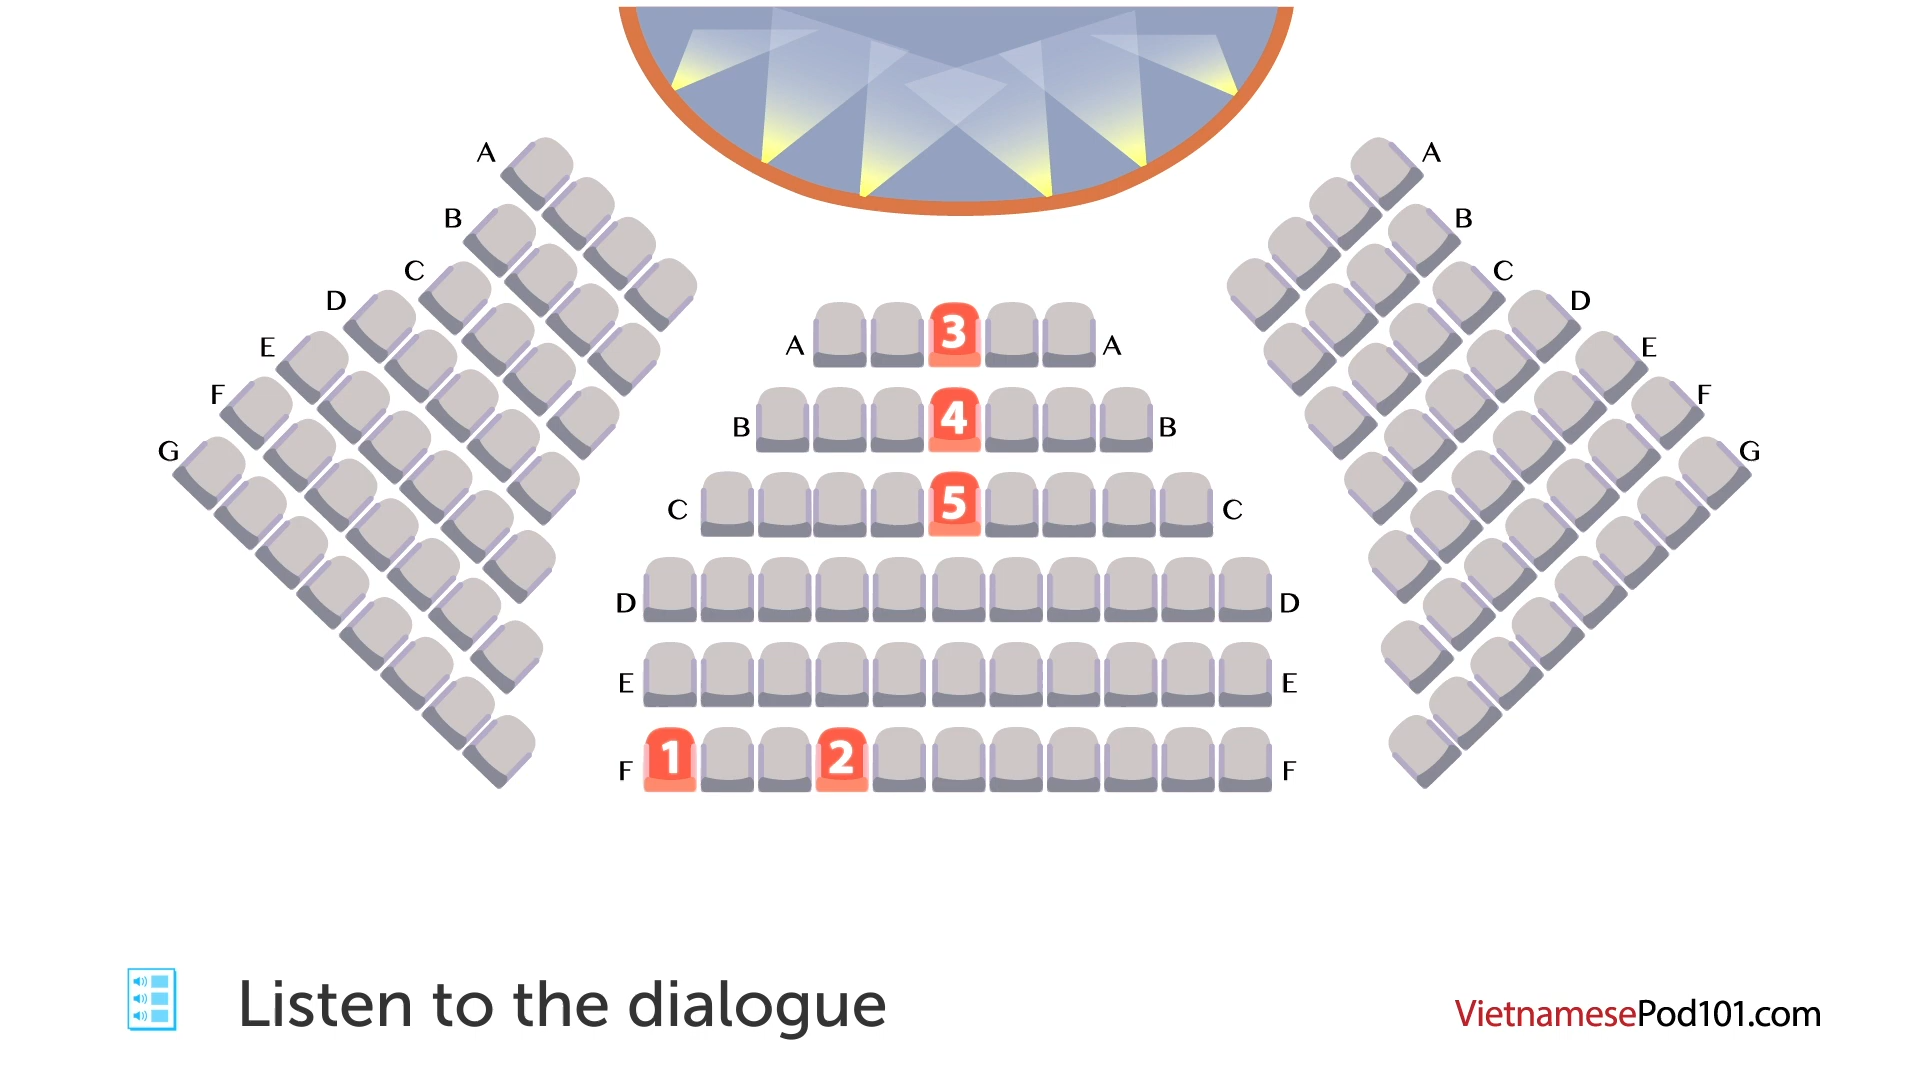 A
B
C
D
E
F
G
A
B
C
D
E
F
G
A 3 A
B 4 B
C 5 C
D D
E E
F 1 2 F
Listen to the dialogue
VietnamesePod101.com